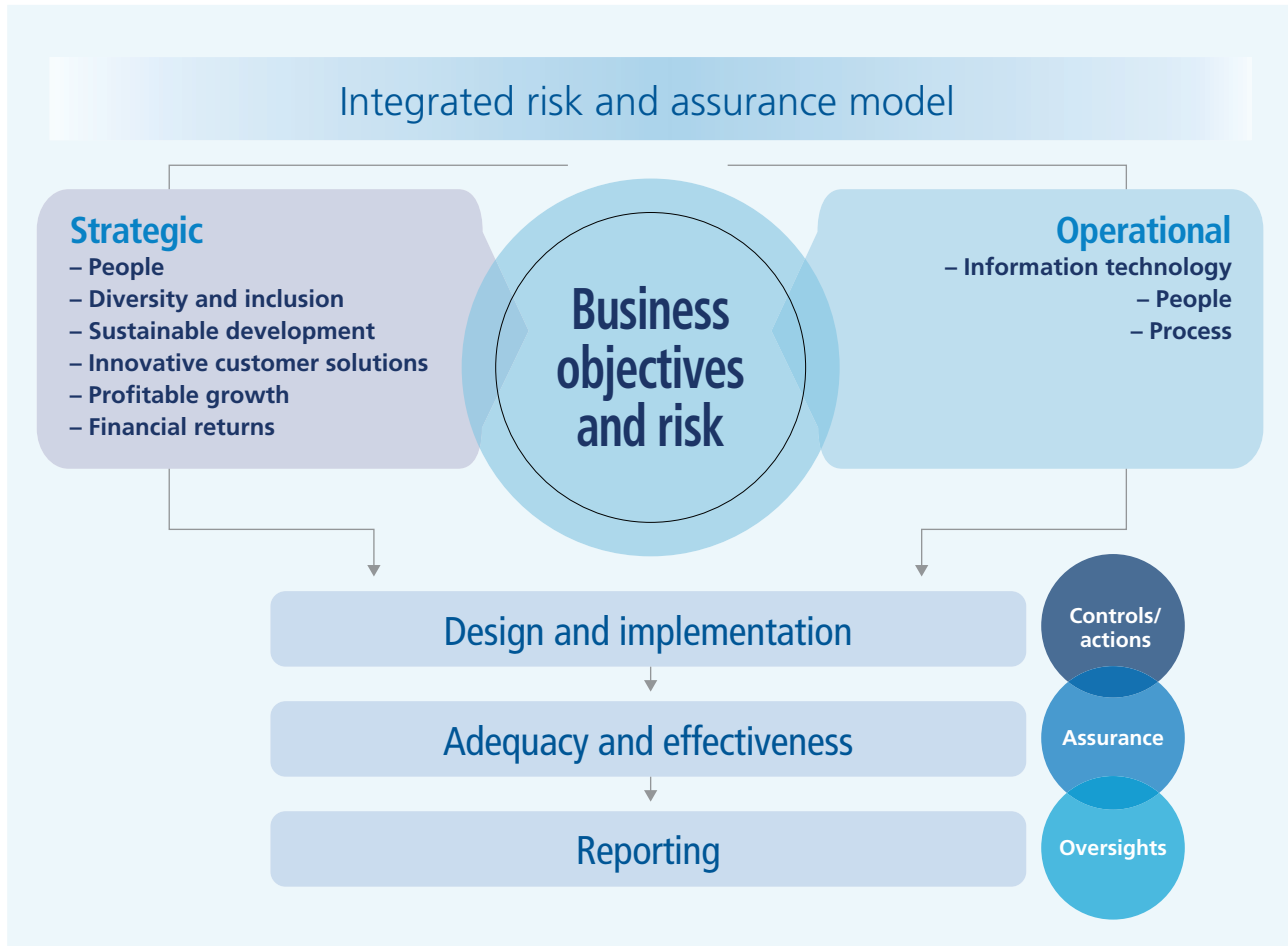 Integrated risk and assurance model
Strategic
– People
– Diversity and inclusion
– Sustainable development
– Innovative customer solutions
– Profitable growth
– Financial returns
Business
objectives
and risk
Operational
– Information technology
– People
– Process
Design and implementation
Controls/
actions
Adequacy and effectiveness
Assurance
Reporting
Oversights